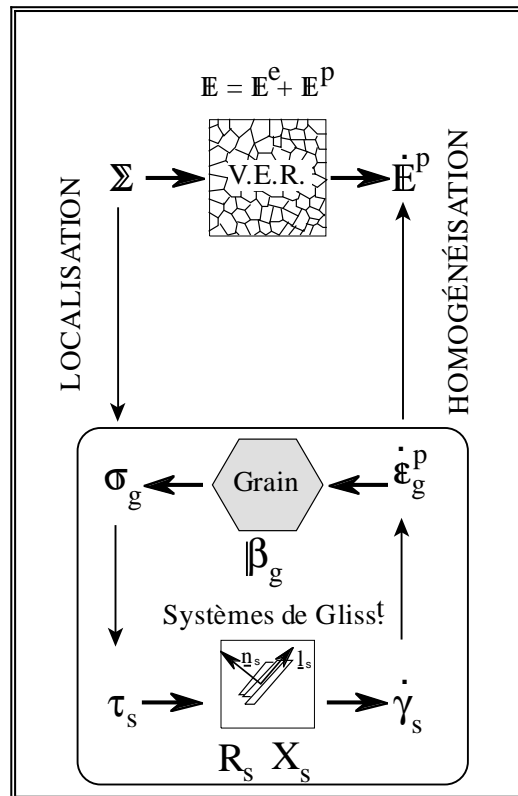 𝔼 = 𝔼^e + 𝔼^p
LOCALISATION
Σ
V.E.R.
Ė^p
HOMOGÉNÉISATION
σ_g
Grain
ε̇_g^p
β_g
Systèmes de Gliss.^t
n_s
l_s
τ_s
γ̇_s
R_s X_s